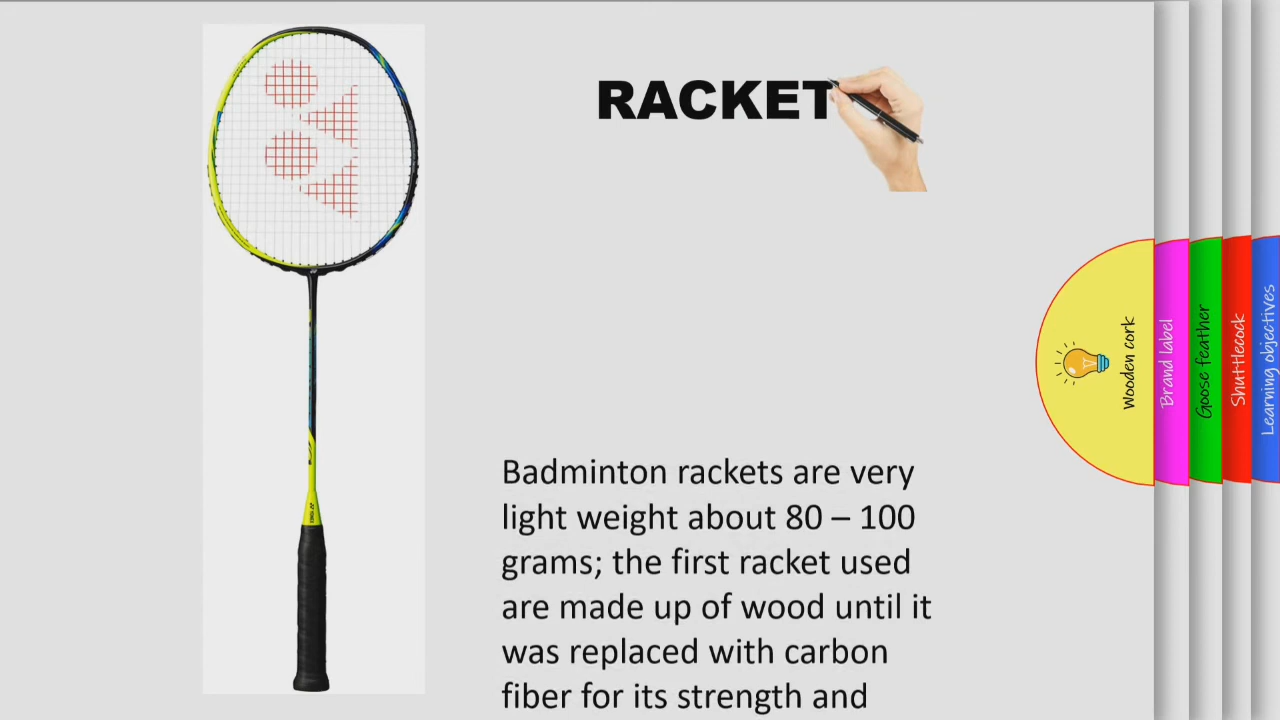 RACKET
Badminton rackets are very
light weight about 80 – 100
grams; the first racket used
are made up of wood until it
was replaced with carbon
fiber for its strength and
Wooden cork
Brand label
Goose feather
Shuttlecock
Learning objectives